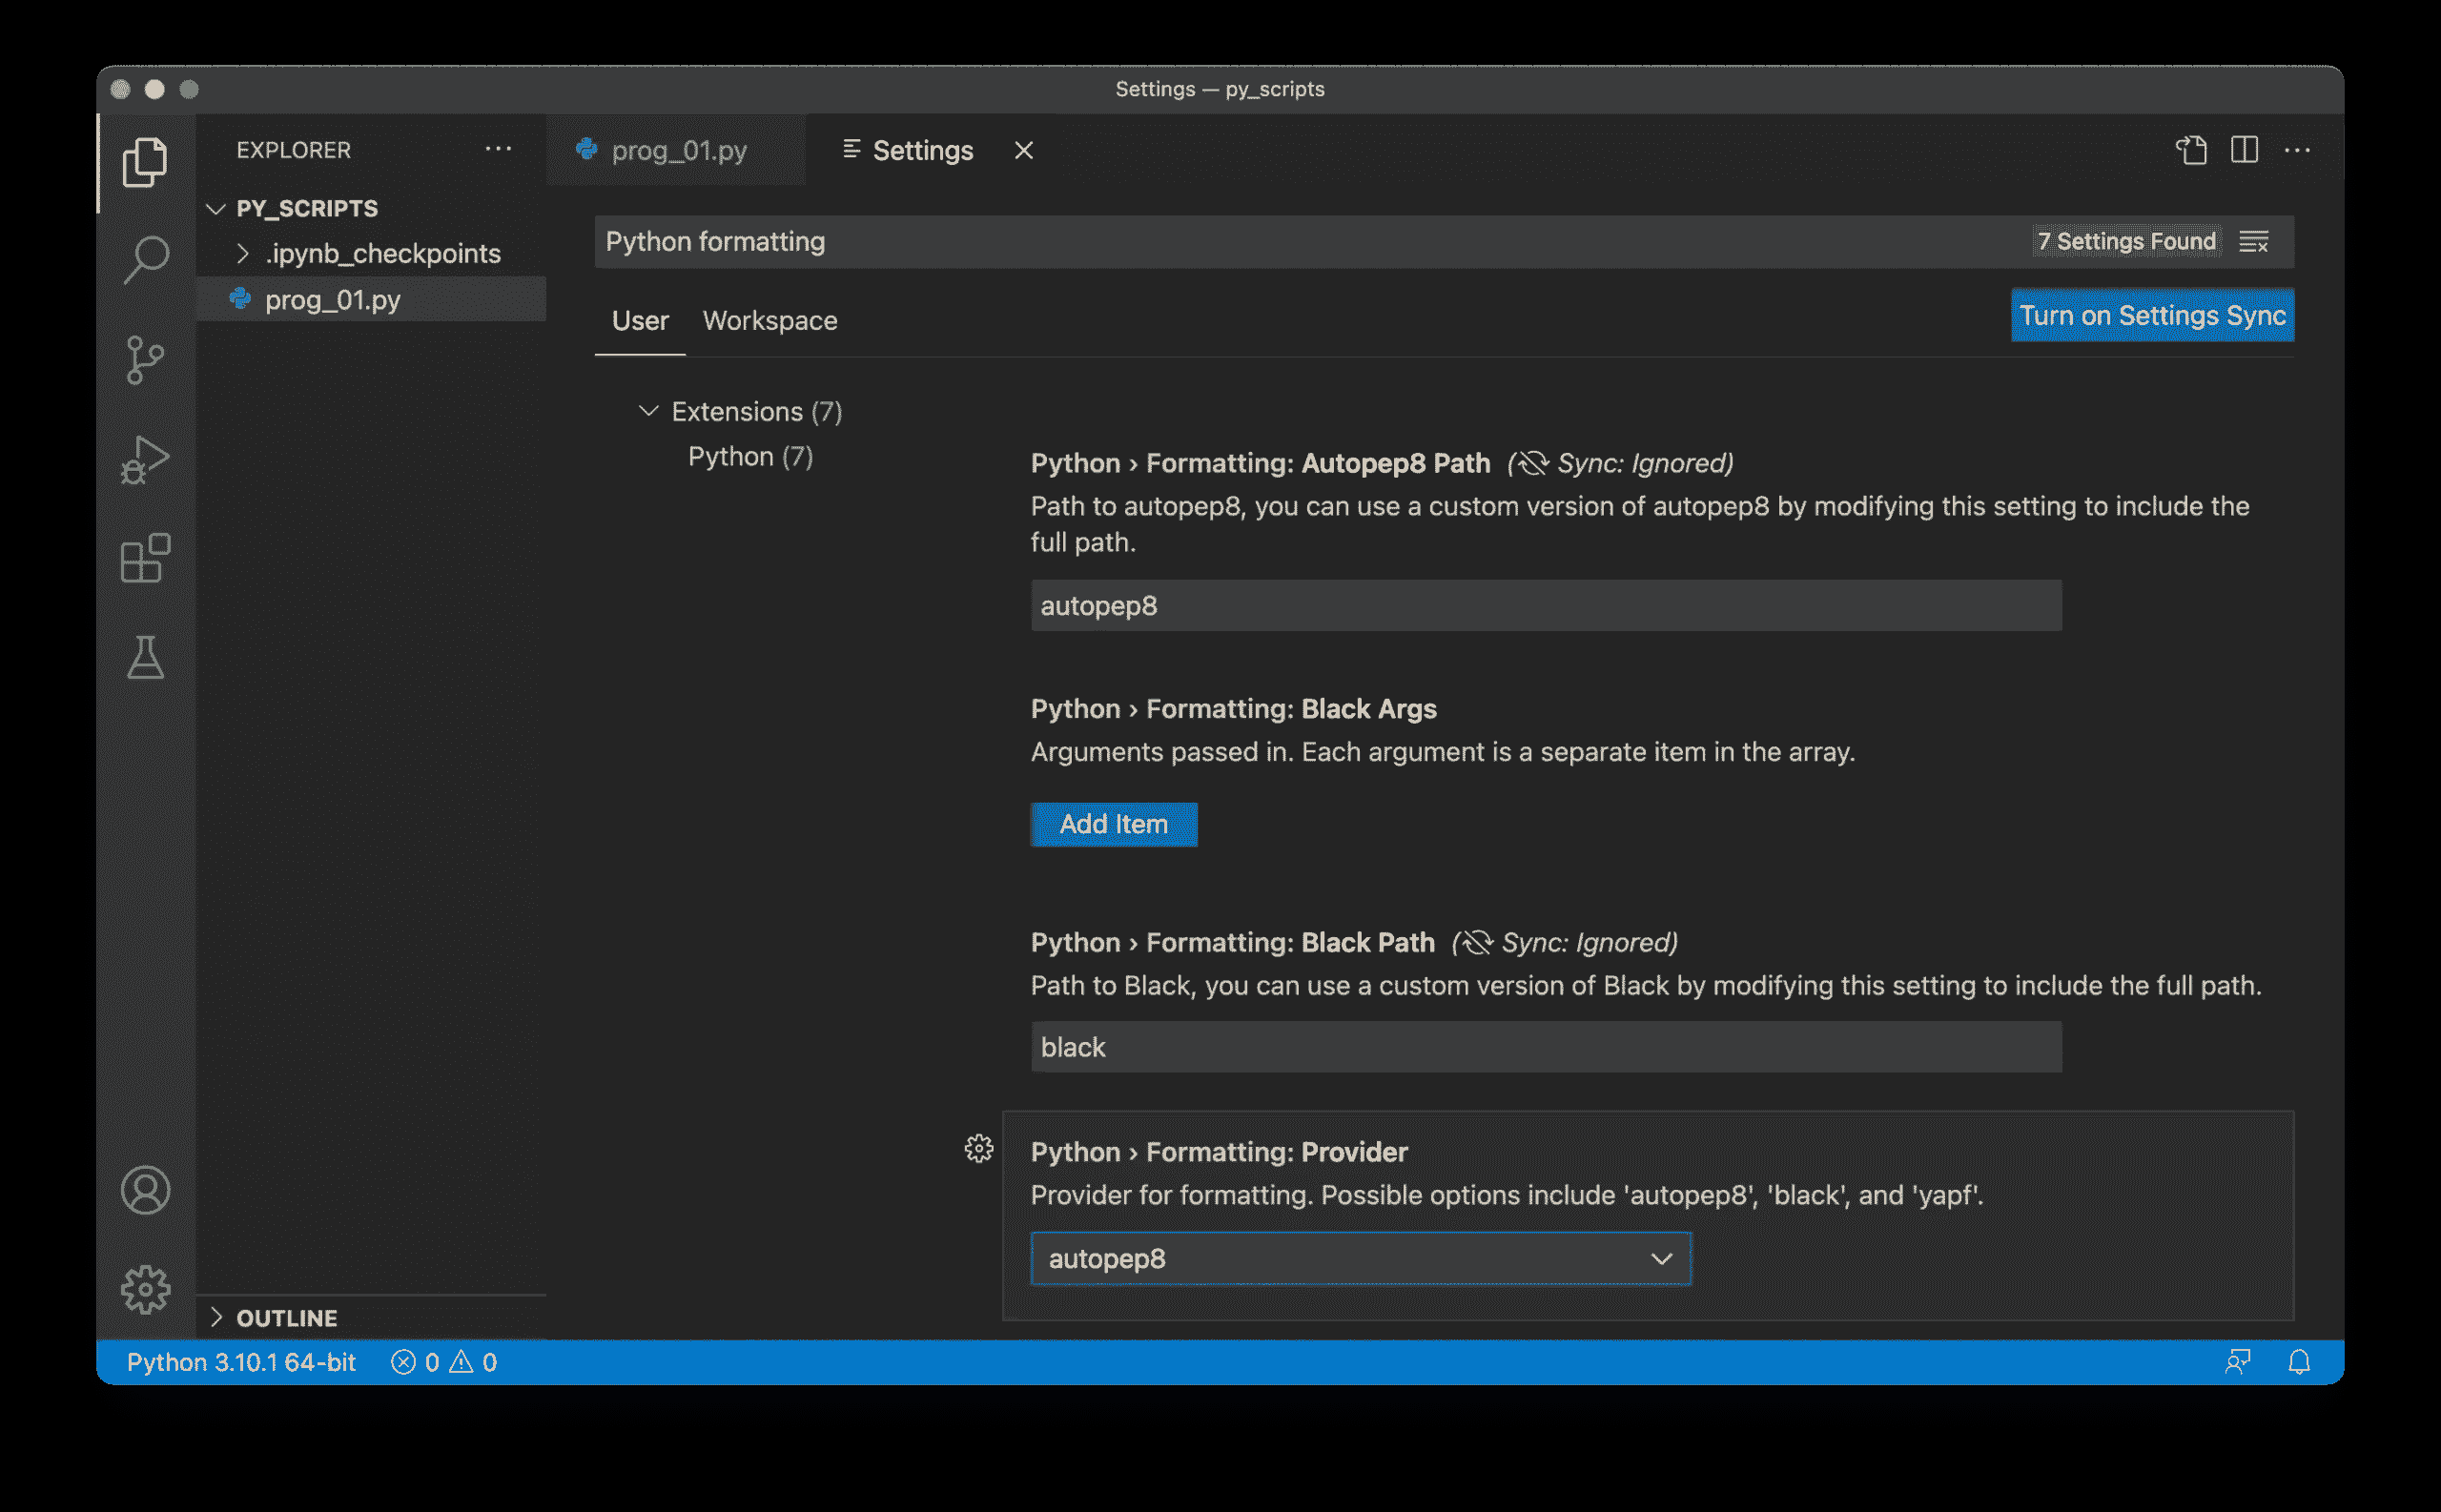 Settings — py_scripts
EXPLORER
prog_01.py
Settings
PY_SCRIPTS
.ipynb_checkpoints
prog_01.py
Python formatting
7 Settings Found
User
Workspace
Turn on Settings Sync
Extensions (7)
Python (7)
Python › Formatting: Autopep8 Path (Sync: Ignored)
Path to autopep8, you can use a custom version of autopep8 by modifying this setting to include the
full path.
autopep8
Python › Formatting: Black Args
Arguments passed in. Each argument is a separate item in the array.
Add Item
Python › Formatting: Black Path (Sync: Ignored)
Path to Black, you can use a custom version of Black by modifying this setting to include the full path.
black
Python › Formatting: Provider
Provider for formatting. Possible options include 'autopep8', 'black', and 'yapf'.
autopep8
OUTLINE
Python 3.10.1 64-bit
0
0